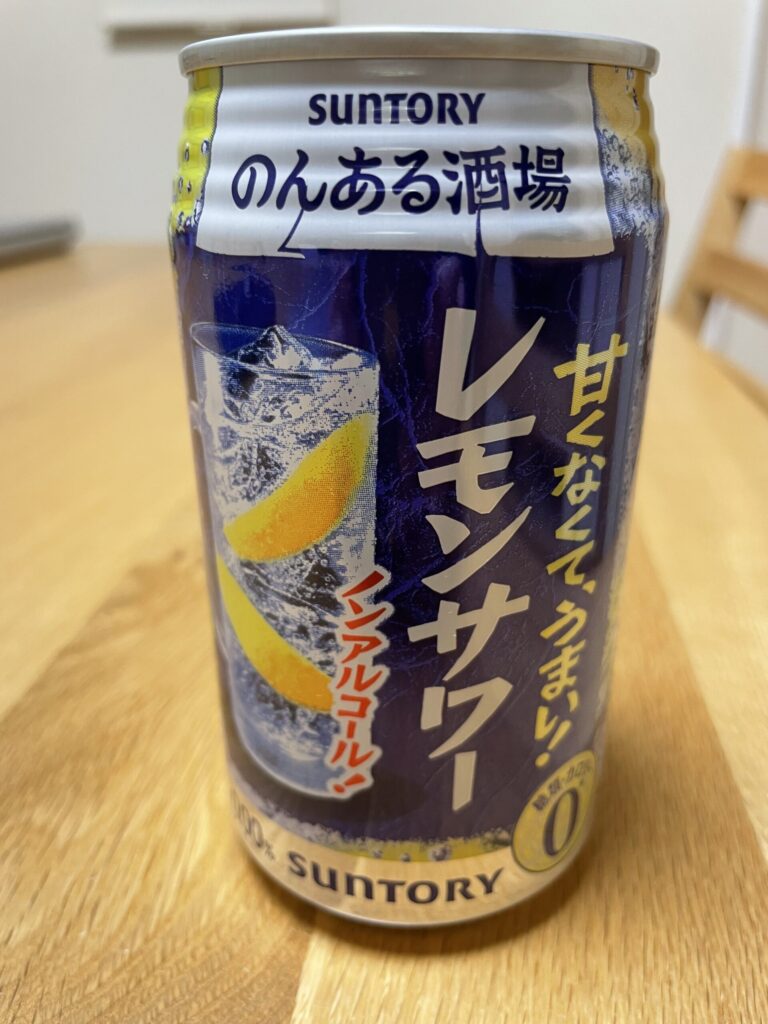 SUNTORY
のんある酒場
レモンサワー
甘くなくて、うまい!
ノンアルコール!
0
SUNTORY